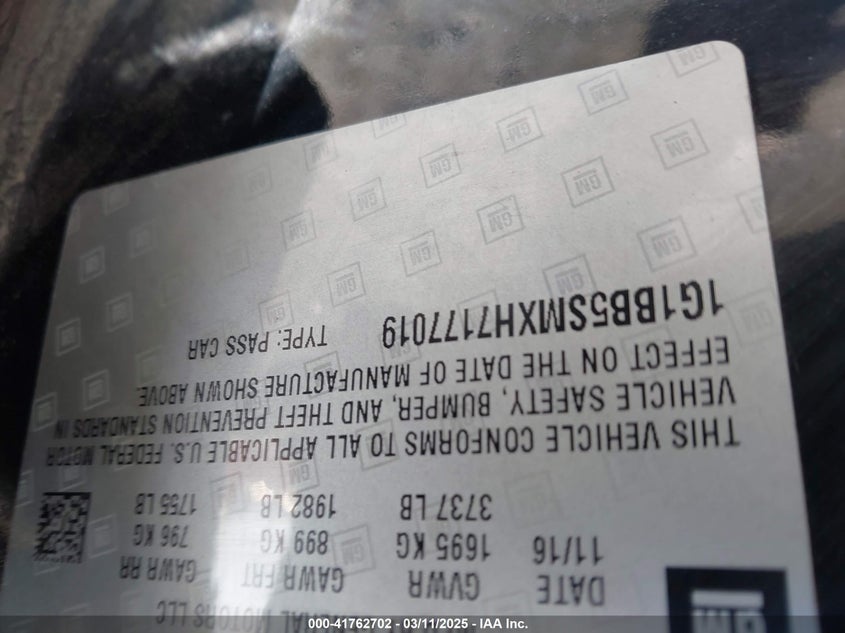 GENERAL MOTORS LLC
DATE GVWR GAWR FRT GAWR RR
11/16 1695 KG 899 KG 796 KG
3737 LB 1982 LB 1755 LB
THIS VEHICLE CONFORMS TO ALL APPLICABLE U.S. FEDERAL MOTOR
VEHICLE SAFETY, BUMPER, AND THEFT PREVENTION STANDARDS IN
EFFECT ON THE DATE OF MANUFACTURE SHOWN ABOVE.
1G1BB5SMXH7177019 TYPE: PASS CAR
GM
000-41762702 - 03/11/2025 - IAA Inc.